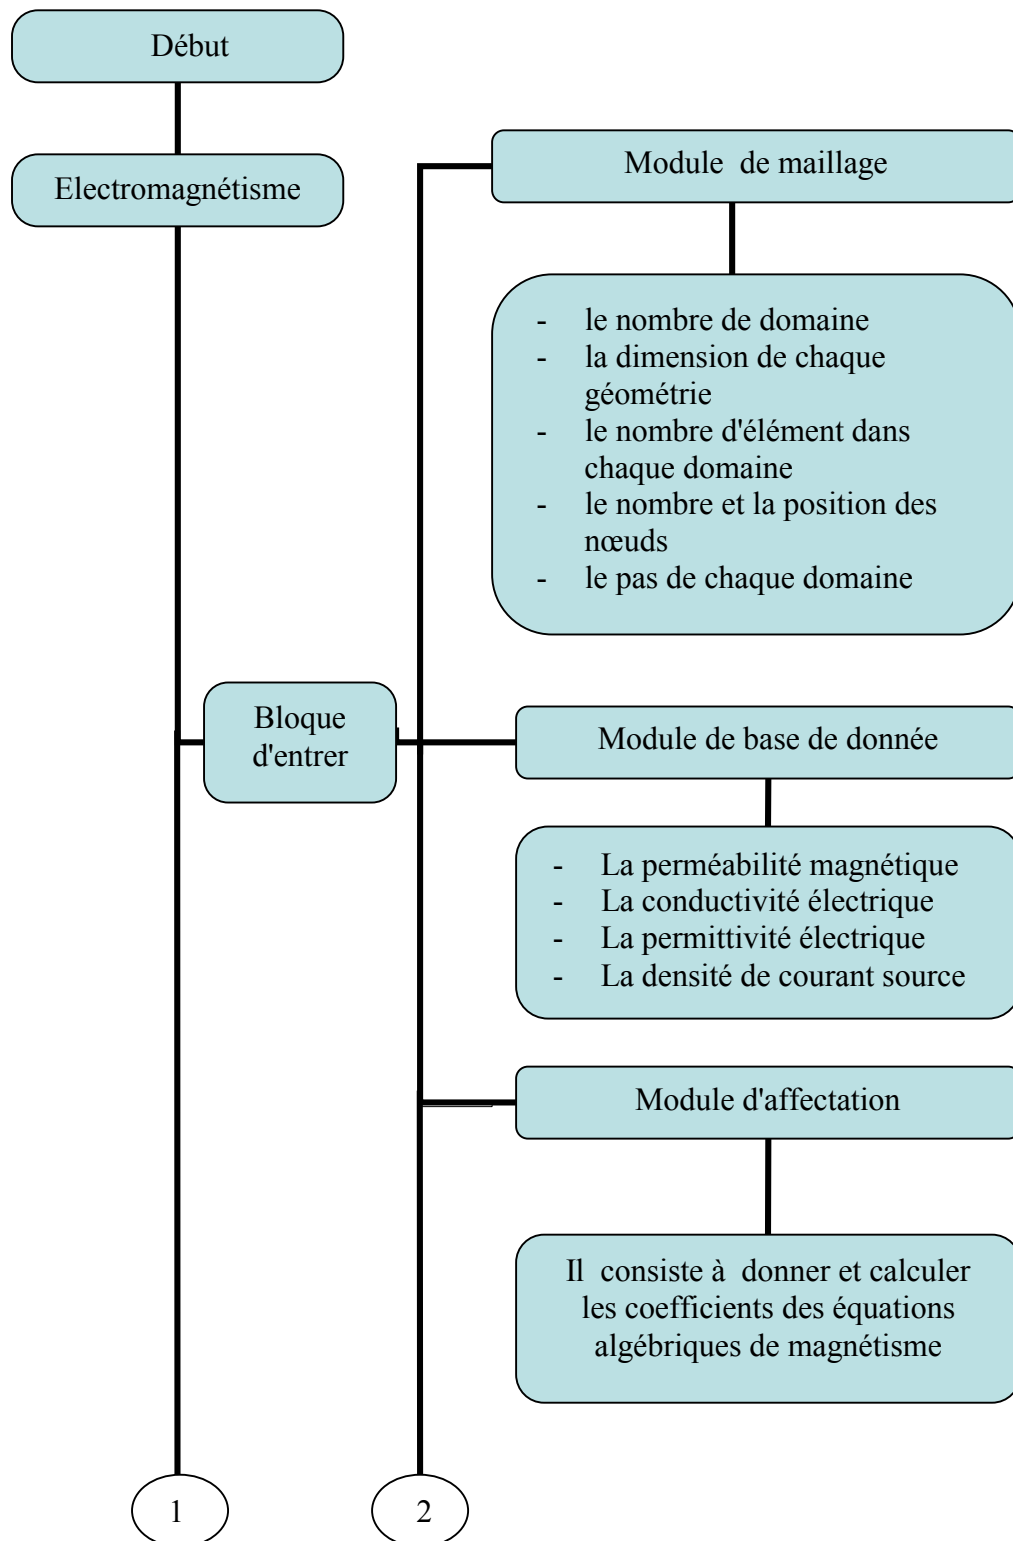 Début
Electromagnétisme
Module de maillage
- le nombre de domaine
- la dimension de chaque
géométrie
- le nombre d'élément dans
chaque domaine
- le nombre et la position des
nœuds
- le pas de chaque domaine
Bloque
d'entrer
Module de base de donnée
- La perméabilité magnétique
- La conductivité électrique
- La permittivité électrique
- La densité de courant source
Module d'affectation
Il consiste à donner et calculer
les coefficients des équations
algébriques de magnétisme
1
2